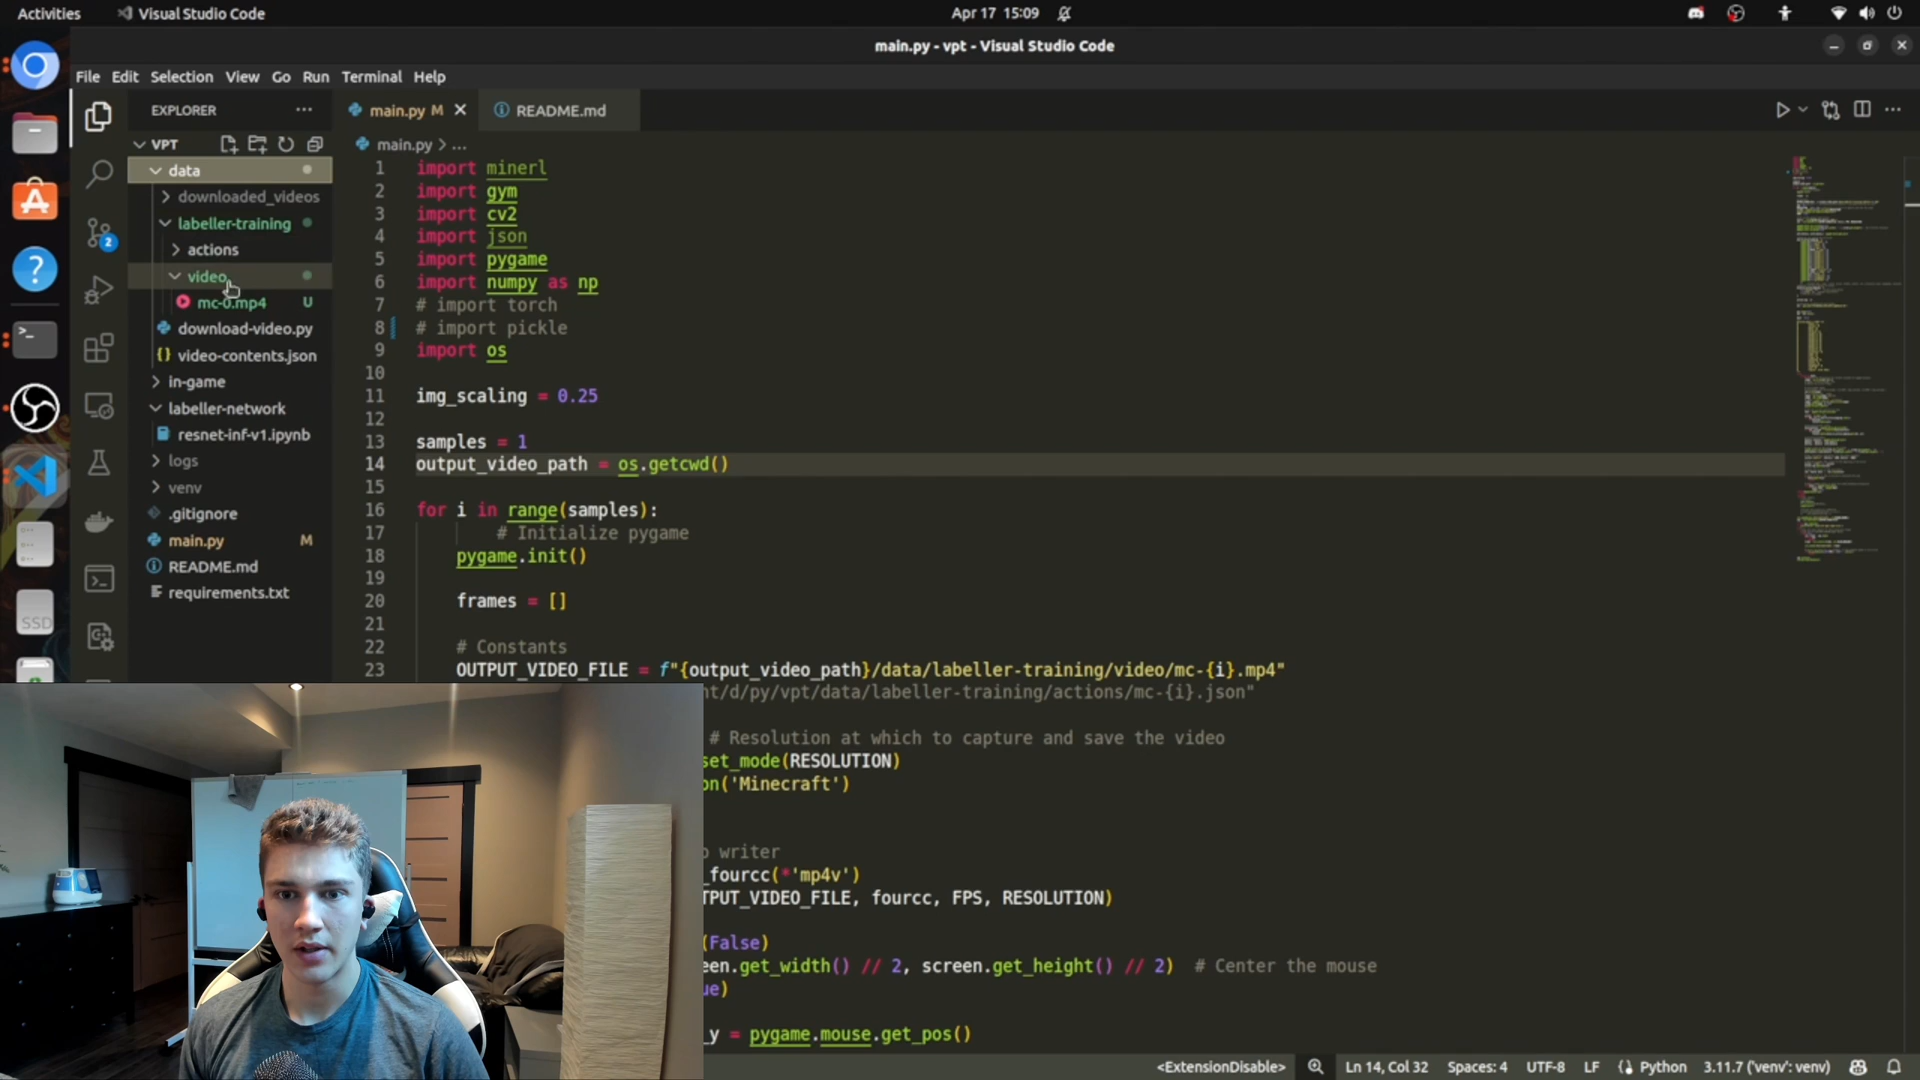 Activities
Visual Studio Code
Apr 17 15:09
main.py - vpt - Visual Studio Code
File Edit Selection View Go Run Terminal Help
EXPLORER
main.py M
README.md
VPT
main.py > ...
data
downloaded_videos
labeller-training
actions
video
mc-0.mp4 U
download-video.py
{} video-contents.json
in-game
labeller-network
resnet-inf-v1.ipynb
logs
venv
.gitignore
main.py M
README.md
requirements.txt
SSD
2
1 import minerl
2 import gym
3 import cv2
4 import json
5 import pygame
6 import numpy as np
7 # import torch
8 # import pickle
9 import os
10
11 img_scaling = 0.25
12
13 samples = 1
14 output_video_path = os.getcwd()
15
16 for i in range(samples):
17 # Initialize pygame
18 pygame.init()
19
20 frames = []
21
22 # Constants
23 OUTPUT_VIDEO_FILE = f"{output_video_path}/data/labeller-training/video/mc-{i}.mp4"
nt/d/py/vpt/data/labeller-training/actions/mc-{i}.json"
# Resolution at which to capture and save the video
set_mode(RESOLUTION)
on('Minecraft')
o writer
_fourcc(*'mp4v')
TPUT_VIDEO_FILE, fourcc, FPS, RESOLUTION)
(False)
een.get_width() // 2, screen.get_height() // 2) # Center the mouse
ue)
_y = pygame.mouse.get_pos()
<ExtensionDisable> Ln 14, Col 32 Spaces: 4 UTF-8 LF Python 3.11.7 ('venv': venv)